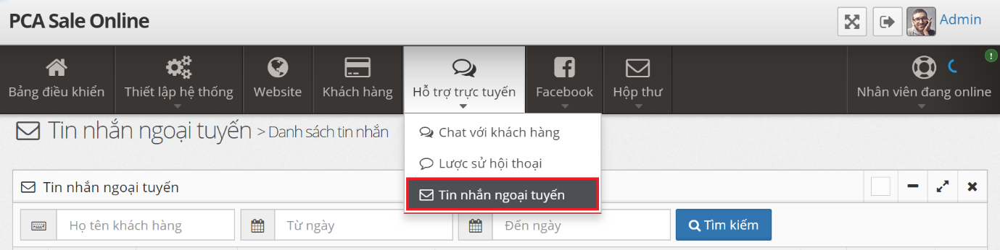 PCA Sale Online
Admin
Bảng điều khiển
Thiết lập hệ thống
Website
Khách hàng
Hỗ trợ trực tuyến
Facebook
Hộp thư
Nhân viên đang online
Tin nhắn ngoại tuyến > Danh sách tin nhắn
Chat với khách hàng
Lược sử hội thoại
Tin nhắn ngoại tuyến
Tin nhắn ngoại tuyến
Họ tên khách hàng
Từ ngày
Đến ngày
Tìm kiếm